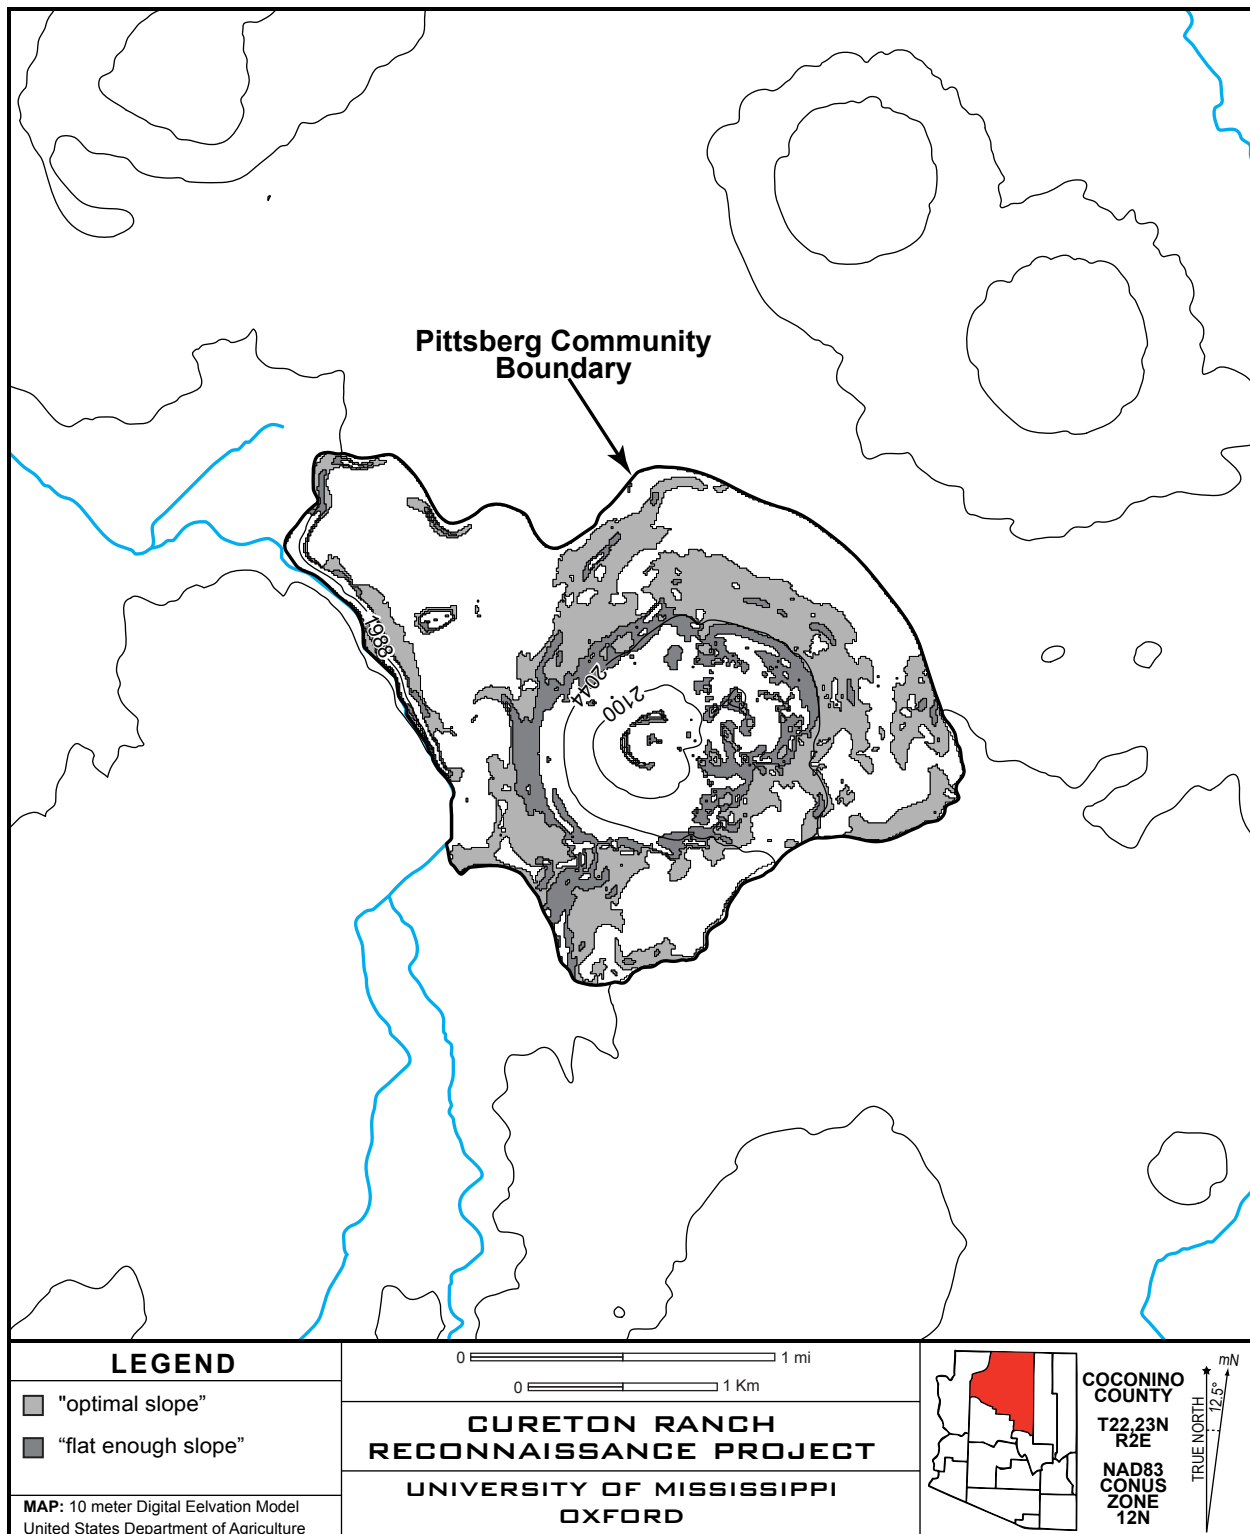 Pittsberg Community
Boundary
1988
2044
2100
LEGEND
"optimal slope”
“flat enough slope”
MAP: 10 meter Digital Eelvation Model
United States Department of Agriculture
0 1 mi
0 1 Km
CURETON RANCH
RECONNAISSANCE PROJECT
UNIVERSITY OF MISSISSIPPI
OXFORD
COCONINO
COUNTY
T22,23N
R2E
NAD83
CONUS
ZONE
12N
TRUE NORTH
mN
12.5°